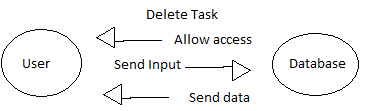 Delete Task
Allow access
User
Database
Send Input
Send data